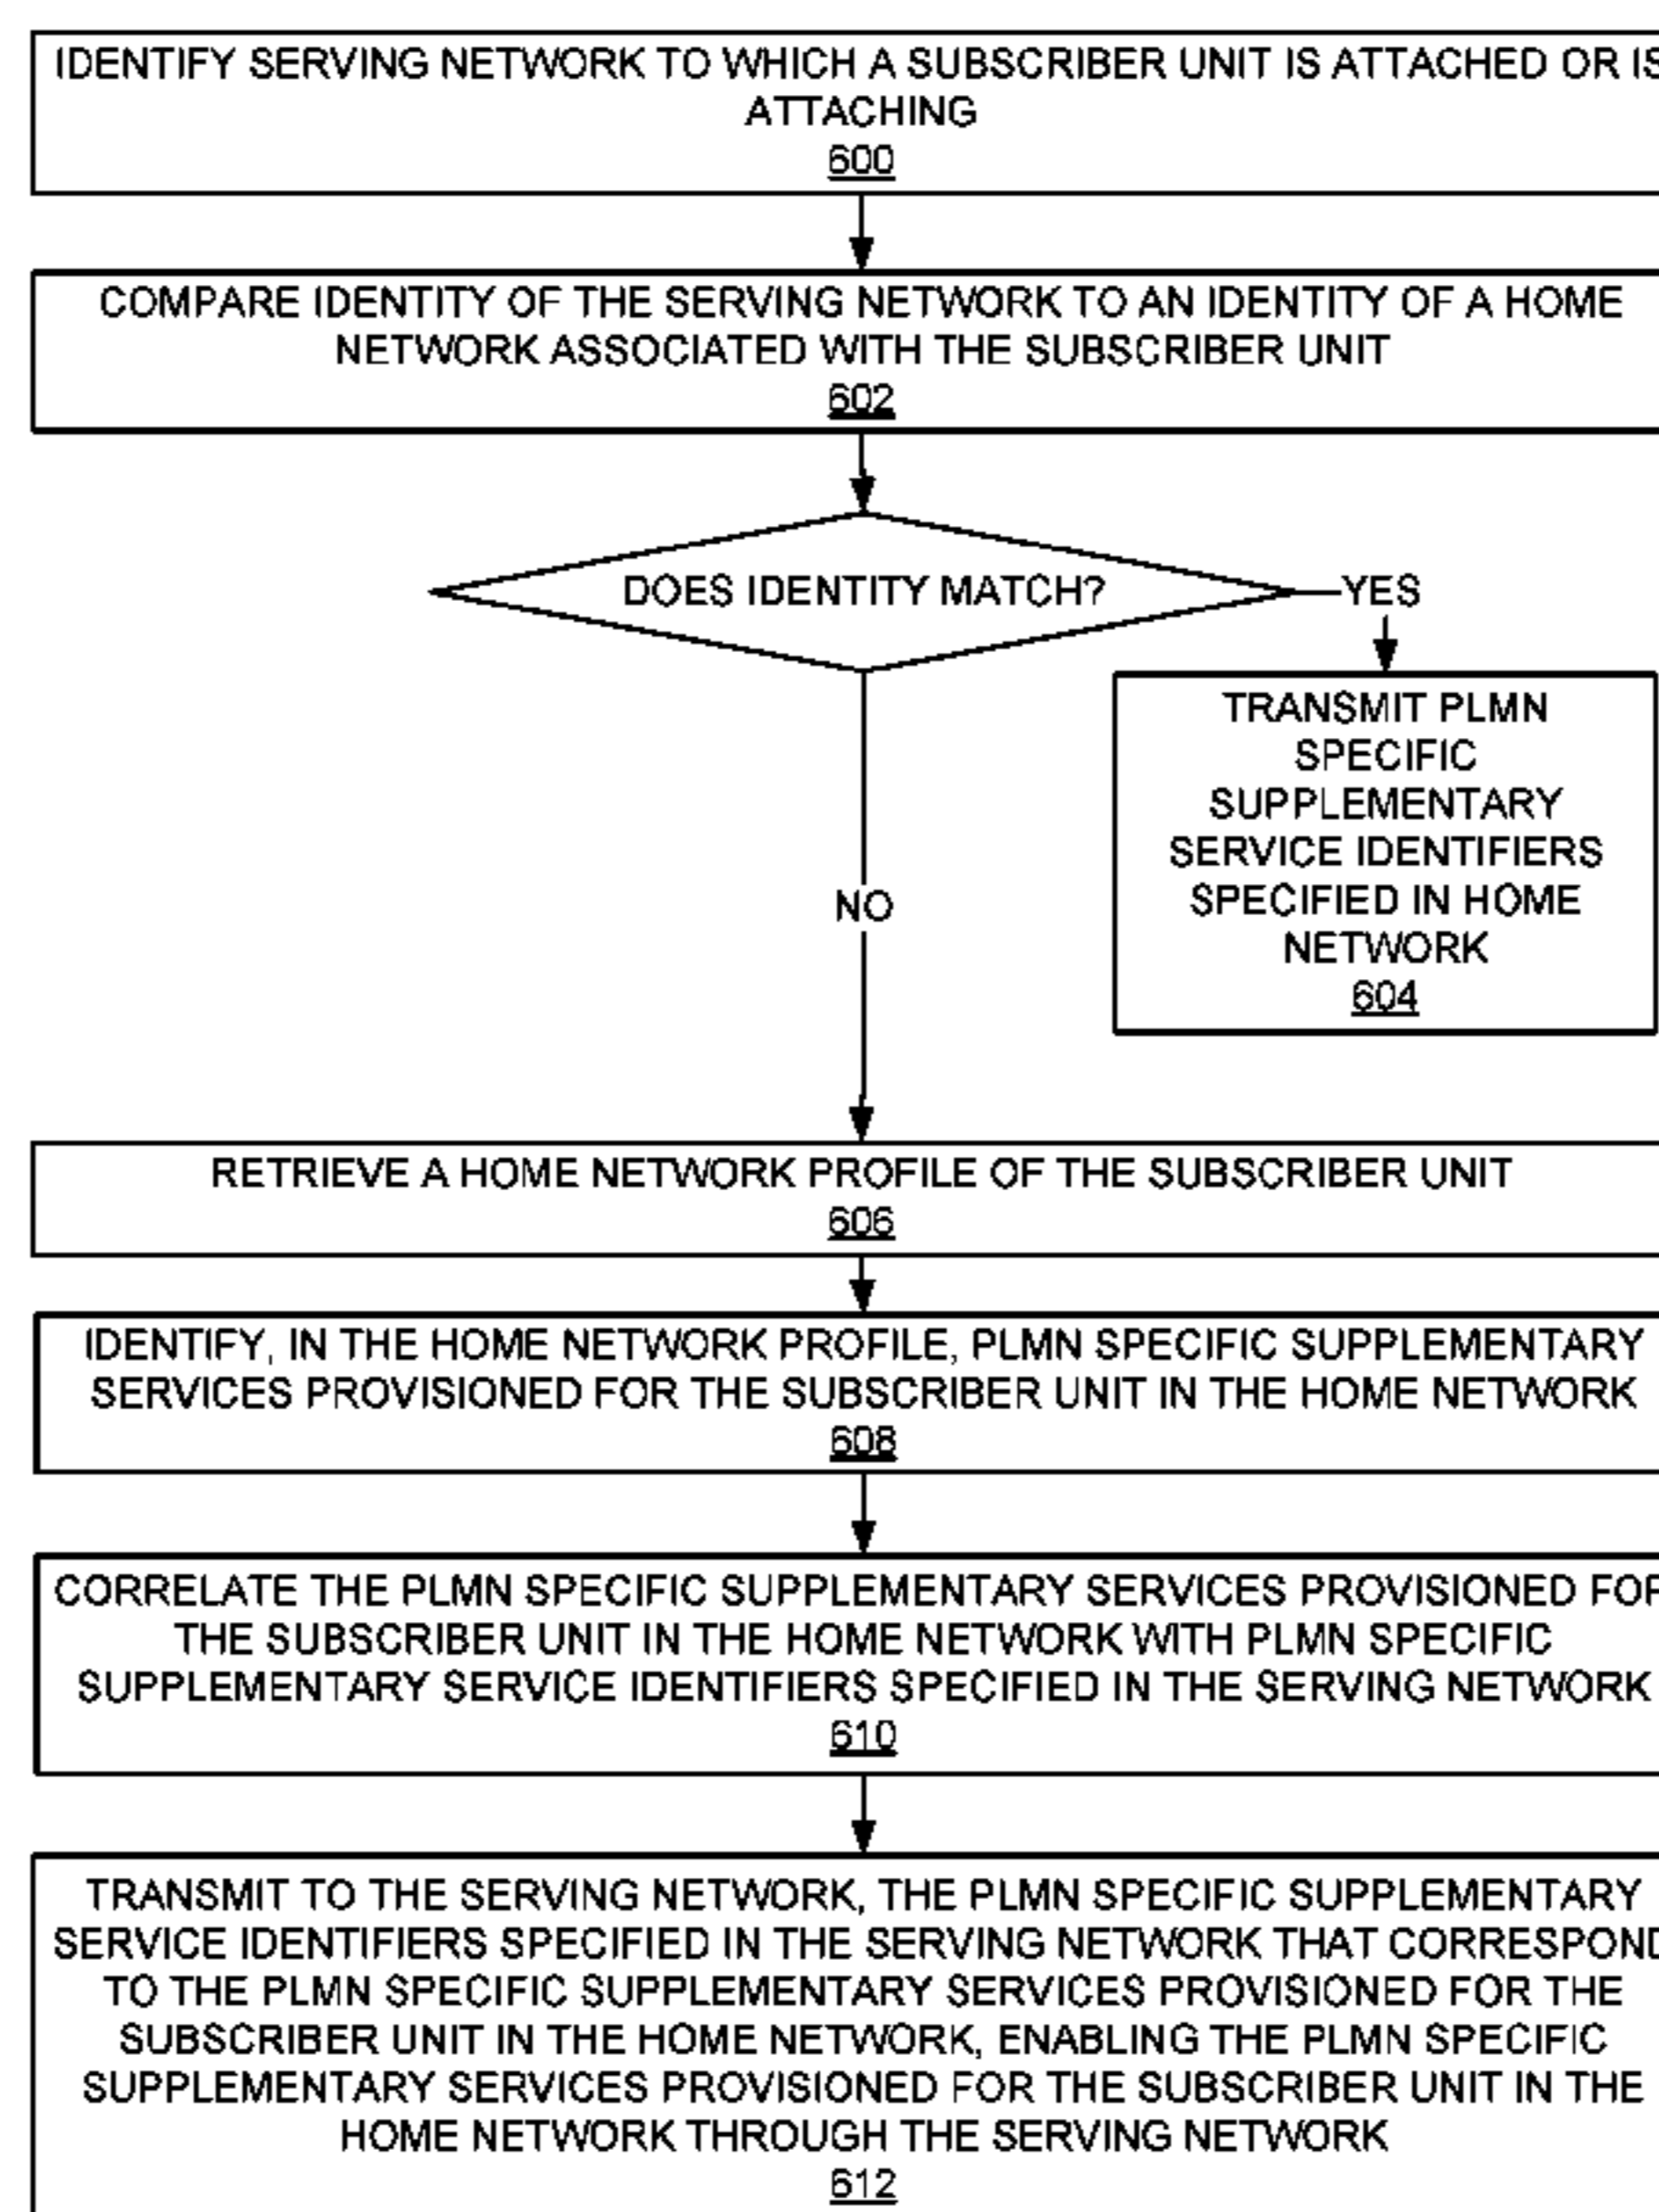 IDENTIFY SERVING NETWORK TO WHICH A SUBSCRIBER UNIT IS ATTACHED OR IS
ATTACHING
600
COMPARE IDENTITY OF THE SERVING NETWORK TO AN IDENTITY OF A HOME
NETWORK ASSOCIATED WITH THE SUBSCRIBER UNIT
602
DOES IDENTITY MATCH?
YES
TRANSMIT PLMN
SPECIFIC
SUPPLEMENTARY
SERVICE IDENTIFIERS
SPECIFIED IN HOME
NETWORK
604
NO
RETRIEVE A HOME NETWORK PROFILE OF THE SUBSCRIBER UNIT
606
IDENTIFY, IN THE HOME NETWORK PROFILE, PLMN SPECIFIC SUPPLEMENTARY
SERVICES PROVISIONED FOR THE SUBSCRIBER UNIT IN THE HOME NETWORK
608
CORRELATE THE PLMN SPECIFIC SUPPLEMENTARY SERVICES PROVISIONED FOR
THE SUBSCRIBER UNIT IN THE HOME NETWORK WITH PLMN SPECIFIC
SUPPLEMENTARY SERVICE IDENTIFIERS SPECIFIED IN THE SERVING NETWORK
610
TRANSMIT TO THE SERVING NETWORK, THE PLMN SPECIFIC SUPPLEMENTARY
SERVICE IDENTIFIERS SPECIFIED IN THE SERVING NETWORK THAT CORRESPOND
TO THE PLMN SPECIFIC SUPPLEMENTARY SERVICES PROVISIONED FOR THE
SUBSCRIBER UNIT IN THE HOME NETWORK, ENABLING THE PLMN SPECIFIC
SUPPLEMENTARY SERVICES PROVISIONED FOR THE SUBSCRIBER UNIT IN THE
HOME NETWORK THROUGH THE SERVING NETWORK
612